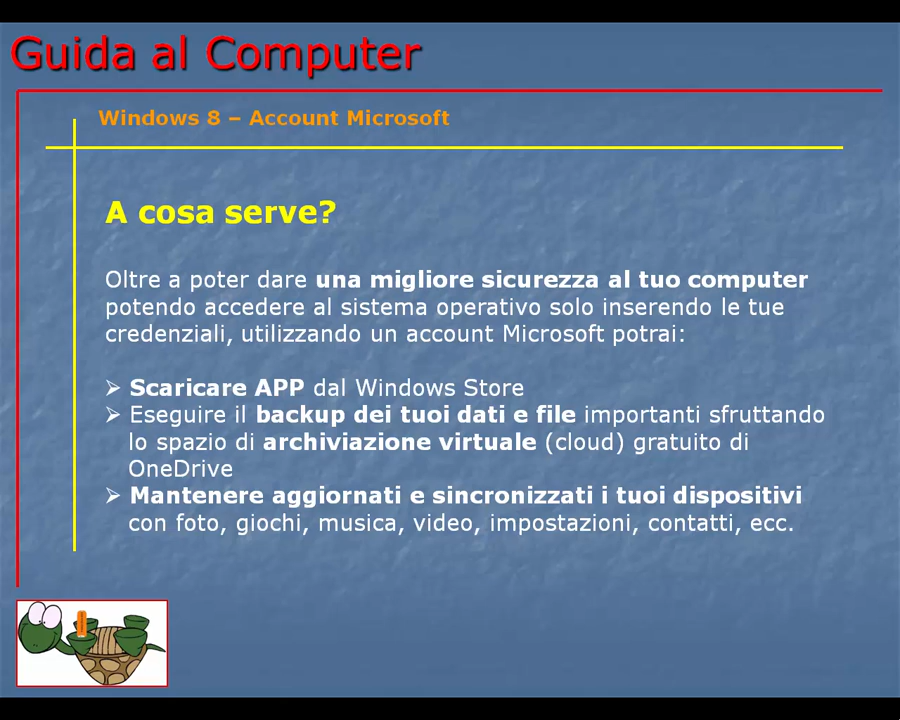 Guida al Computer
Windows 8 – Account Microsoft
A cosa serve?
Oltre a poter dare una migliore sicurezza al tuo computer
potendo accedere al sistema operativo solo inserendo le tue
credenziali, utilizzando un account Microsoft potrai:
➢ Scaricare APP dal Windows Store
➢ Eseguire il backup dei tuoi dati e file importanti sfruttando
lo spazio di archiviazione virtuale (cloud) gratuito di
OneDrive
➢ Mantenere aggiornati e sincronizzati i tuoi dispositivi
con foto, giochi, musica, video, impostazioni, contatti, ecc.